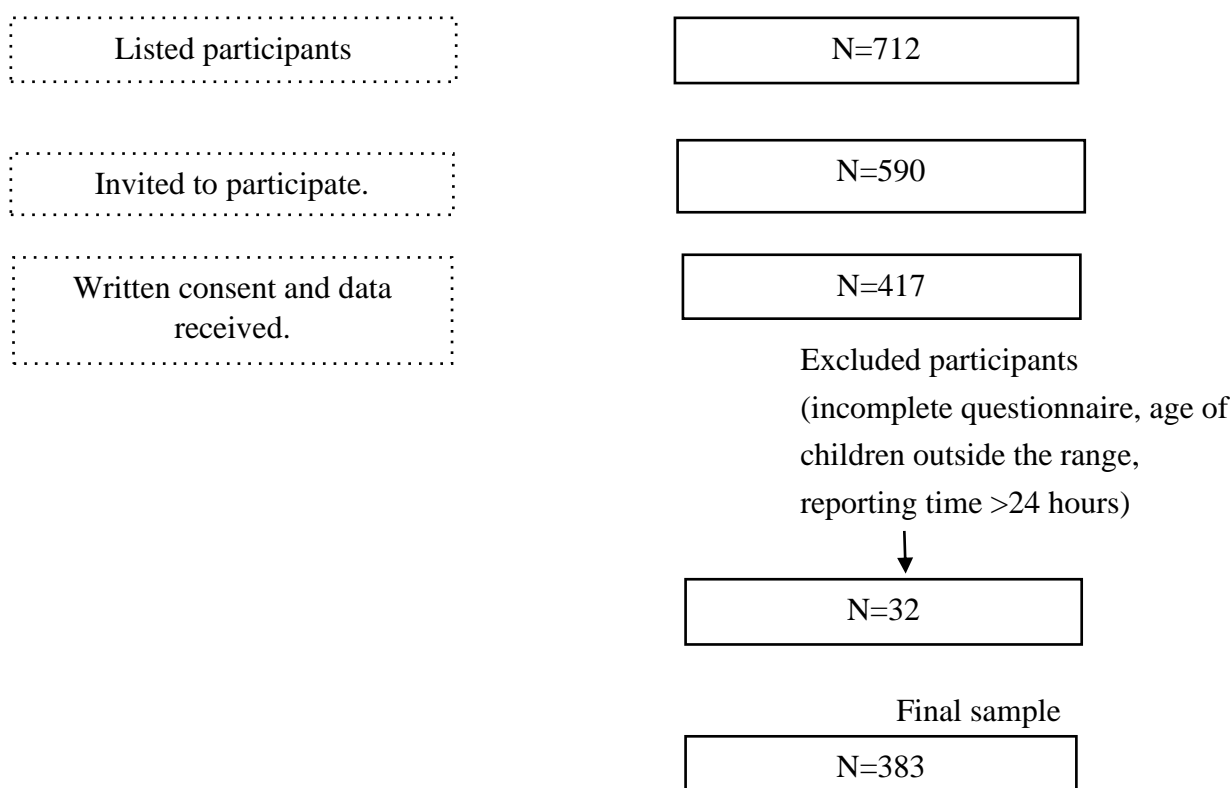 Listed participants
N=712
Invited to participate.
N=590
Written consent and data
received.
N=417
Excluded participants
(incomplete questionnaire, age of
children outside the range,
reporting time >24 hours)
N=32
Final sample
N=383